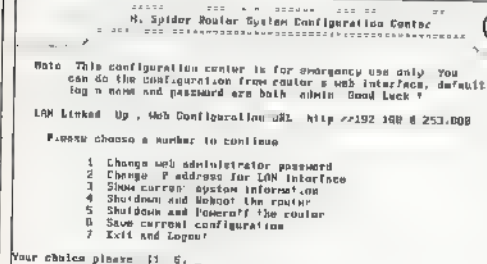 H. Spider Router System Configuration Center
Note This configuration center is for emergency use only You
can do the configuration from router s web interface, default
log n name and password are both admin Good Luck !
LAN Linked Up , Web Configuration URL http //192 168 0 253.800
Please choose a number to continue
1 Change web administrator password
2 Change P address for LAN Interface
3 Show curren system information
4 Shutdown and Reboot the router
5 Shutdown and Poweroff the router
6 Save current configuration
7 Exit and Logout
Your choice please [1 6,